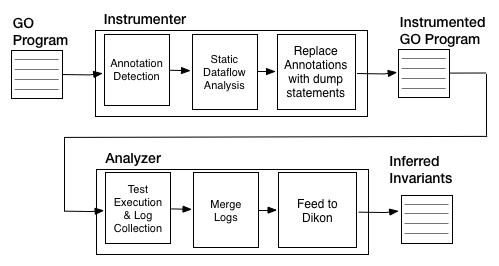 GO
Program
Instrumenter
Annotation
Detection
Static
Dataflow
Analysis
Replace
Annotations
with dump
statements
Instrumented
GO Program
Analyzer
Test
Execution
& Log
Collection
Merge
Logs
Feed to
Dikon
Inferred
Invariants